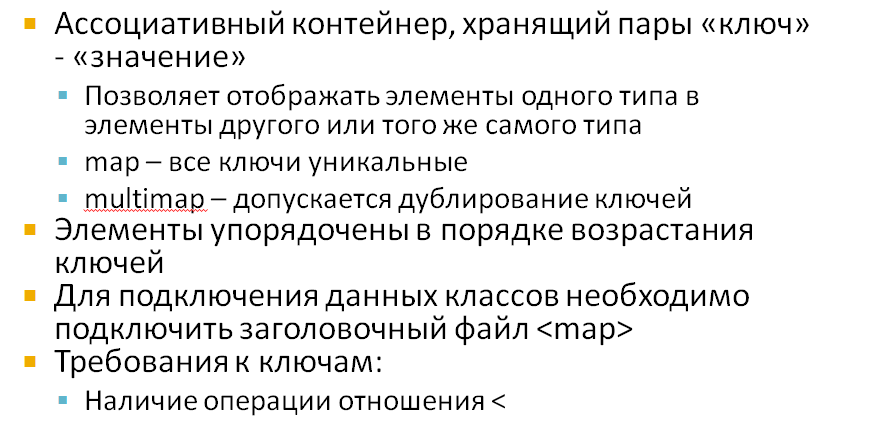 Ассоциативный контейнер, хранящий пары «ключ»
- «значение»
Позволяет отображать элементы одного типа в
элементы другого или того же самого типа
map – все ключи уникальные
multimap – допускается дублирование ключей
Элементы упорядочены в порядке возрастания
ключей
Для подключения данных классов необходимо
подключить заголовочный файл <map>
Требования к ключам:
Наличие операции отношения <